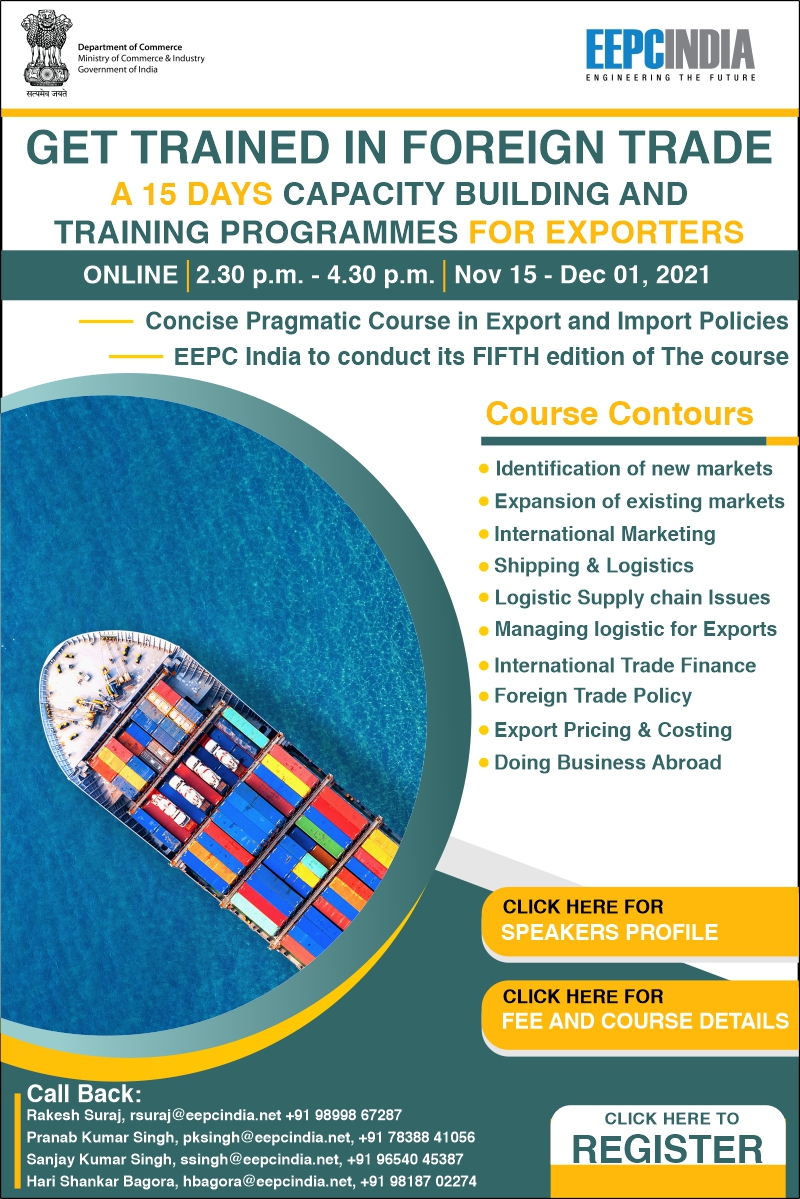 Department of Commerce
Ministry of Commerce & Industry
Government of India
सत्यमेव जयते
EEPCINDIA
ENGINEERING THE FUTURE
GET TRAINED IN FOREIGN TRADE
A 15 DAYS CAPACITY BUILDING AND
TRAINING PROGRAMMES FOR EXPORTERS
ONLINE | 2.30 p.m. - 4.30 p.m. | Nov 15 - Dec 01, 2021
Concise Pragmatic Course in Export and Import Policies
EEPC India to conduct its FIFTH edition of The course
Course Contours
Identification of new markets
Expansion of existing markets
International Marketing
Shipping & Logistics
Logistic Supply chain Issues
Managing logistic for Exports
International Trade Finance
Foreign Trade Policy
Export Pricing & Costing
Doing Business Abroad
CLICK HERE FOR
SPEAKERS PROFILE
CLICK HERE FOR
FEE AND COURSE DETAILS
Call Back:
Rakesh Suraj, rsuraj@eepcindia.net +91 98998 67287
Pranab Kumar Singh, pksingh@eepcindia.net, +91 78388 41056
Sanjay Kumar Singh, ssingh@eepcindia.net, +91 96540 45387
Hari Shankar Bagora, hbagora@eepcindia.net, +91 98187 02274
CLICK HERE TO
REGISTER